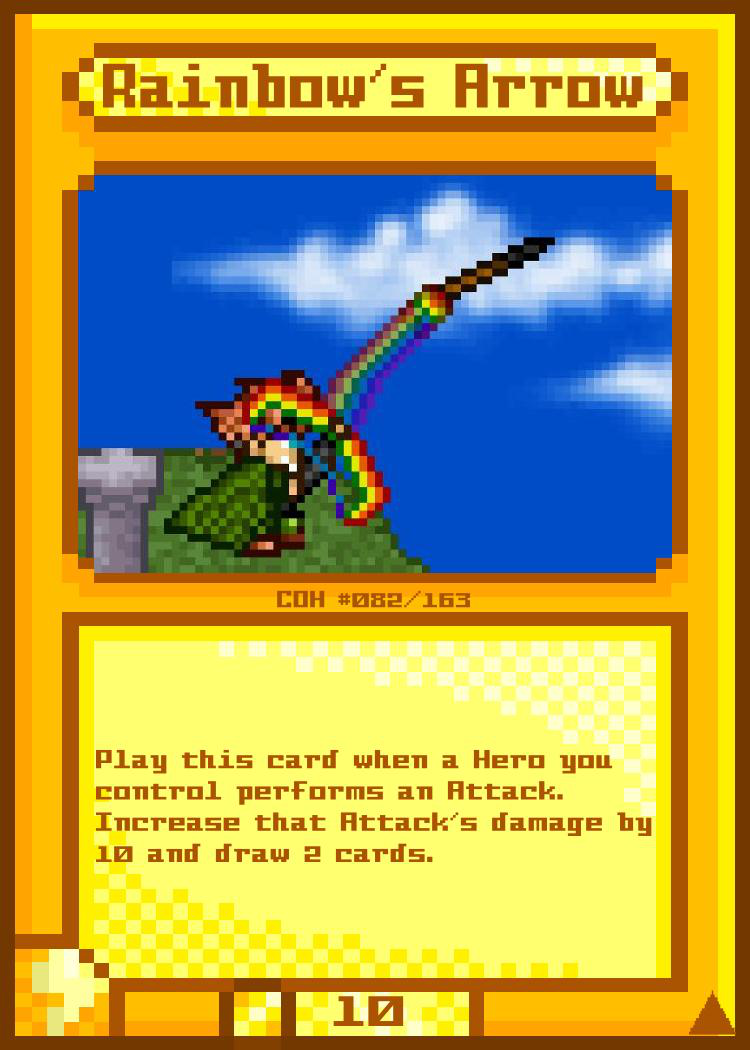 Rainbow's Arrow
COH #082/163
Play this card when a Hero you
control performs an Attack.
Increase that Attack's damage by
10 and draw 2 cards.
10